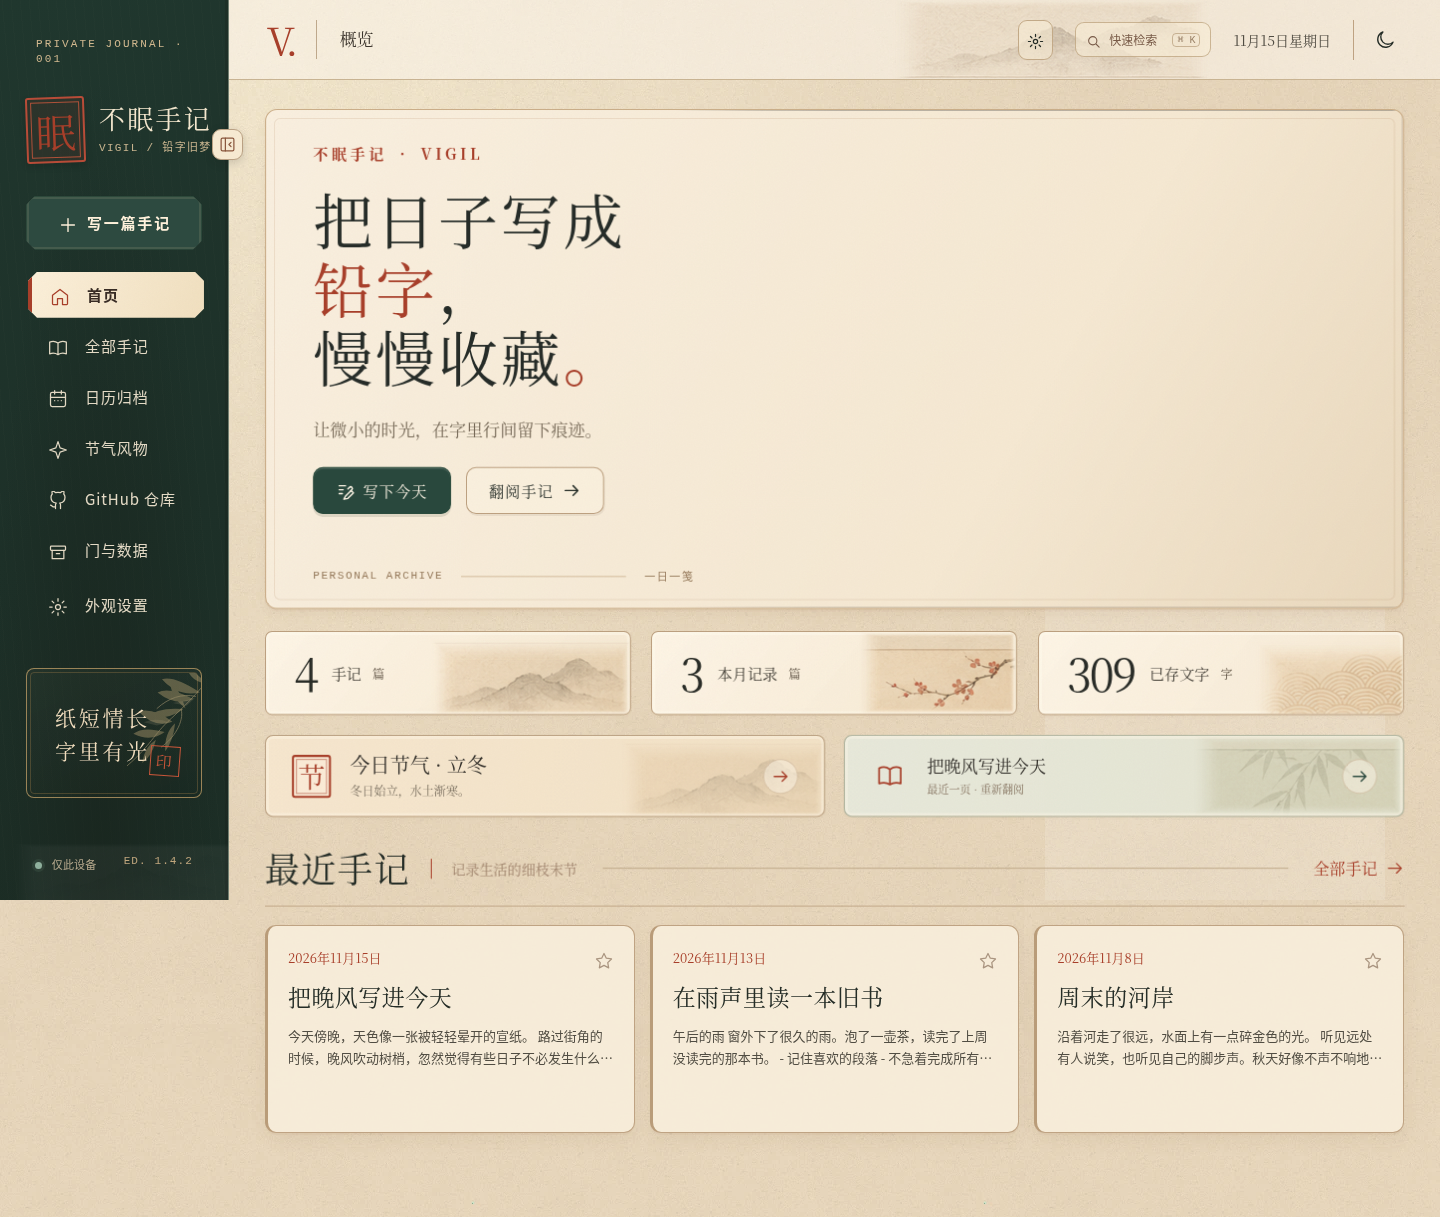 PRIVATE JOURNAL ·
001
眠
不眠手记
VIGIL / 铅字旧梦
写一篇手记
首页
全部手记
日历归档
节气风物
GitHub 仓库
门与数据
外观设置
纸短情长
字里有光
印
仅此设备
ED. 1.4.2
V.
概览
快速检索
⌘ K
11月15日星期日
不眠手记 · VIGIL
把日子写成
铅字，
慢慢收藏。
让微小的时光，在字里行间留下痕迹。
写下今天
翻阅手记
PERSONAL ARCHIVE
一日一笺
4 手记 篇
3 本月记录 篇
309 已存文字 字
节
今日节气 · 立冬
冬日始立，水土渐寒。
把晚风写进今天
最近一页 · 重新翻阅
最近手记
记录生活的细枝末节
全部手记
2026年11月15日
把晚风写进今天
今天傍晚，天色像一张被轻轻晕开的宣纸。 路过街角的
时候，晚风吹动树梢，忽然觉得有些日子不必发生什么…
2026年11月13日
在雨声里读一本旧书
午后的雨 窗外下了很久的雨。泡了一壶茶，读完了上周
没读完的那本书。 - 记住喜欢的段落 - 不急着完成所有…
2026年11月8日
周末的河岸
沿着河走了很远，水面上有一点碎金色的光。 听见远处
有人说笑，也听见自己的脚步声。秋天好像不声不响地…